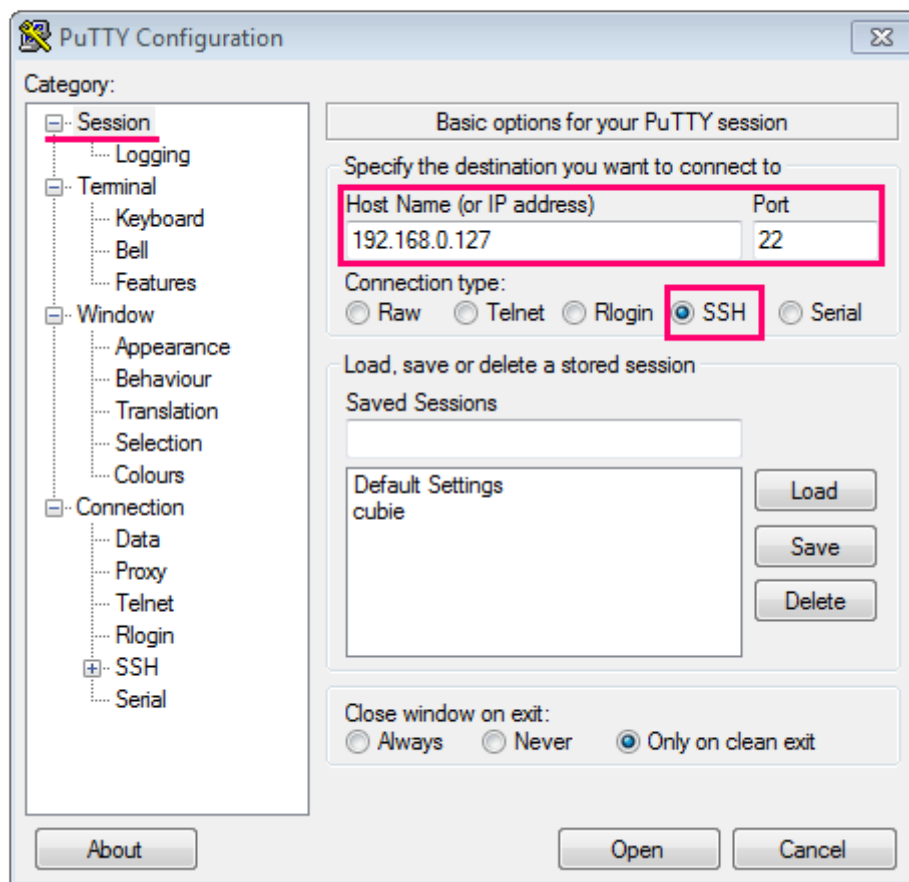 PuTTY Configuration
Category:
Session
Logging
Terminal
Keyboard
Bell
Features
Window
Appearance
Behaviour
Translation
Selection
Colours
Connection
Data
Proxy
Telnet
Rlogin
SSH
Serial
Basic options for your PuTTY session
Specify the destination you want to connect to
Host Name (or IP address) Port
192.168.0.127 22
Connection type:
Raw Telnet Rlogin SSH Serial
Load, save or delete a stored session
Saved Sessions
Default Settings
cubie
Load
Save
Delete
Close window on exit:
Always Never Only on clean exit
About Open Cancel